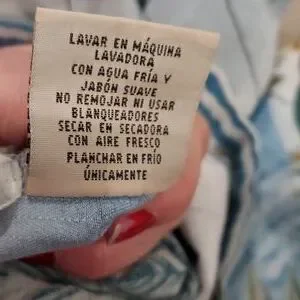 LAVAR EN MÁQUINA
LAVADORA
CON AGUA FRÍA Y
JABÓN SUAVE
NO REMOJAR NI USAR
BLANQUEADORES
SECAR EN SECADORA
CON AIRE FRESCO
PLANCHAR EN FRÍO
ÚNICAMENTE